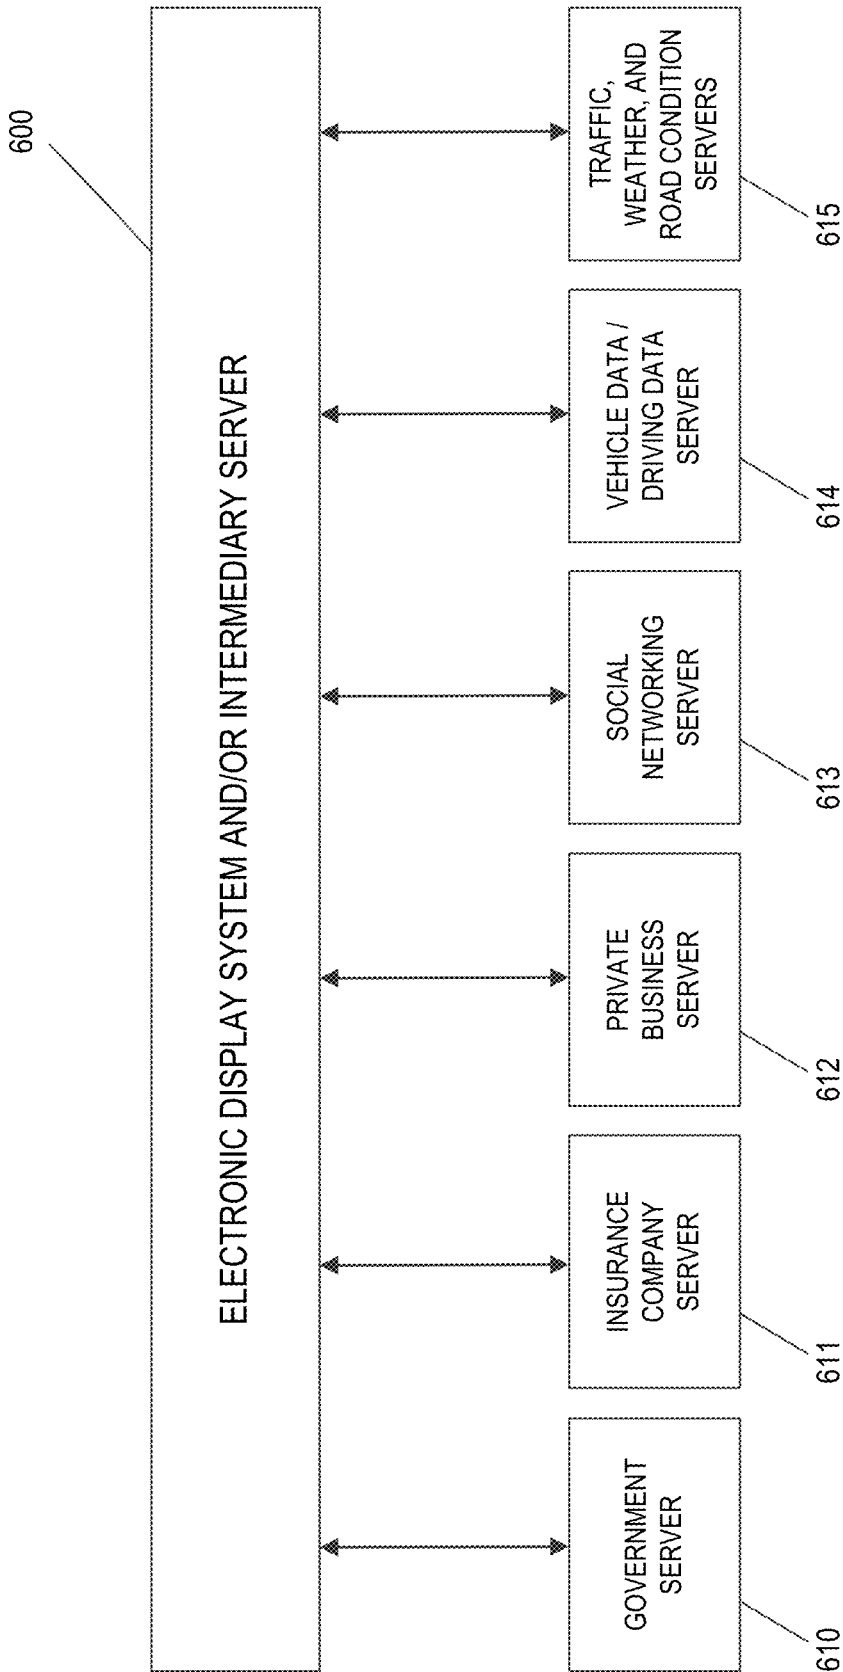 600
ELECTRONIC DISPLAY SYSTEM AND/OR INTERMEDIARY SERVER
GOVERNMENT
SERVER
610
INSURANCE
COMPANY
SERVER
611
PRIVATE
BUSINESS
SERVER
612
SOCIAL
NETWORKING
SERVER
613
VEHICLE DATA /
DRIVING DATA
SERVER
614
TRAFFIC,
WEATHER, AND
ROAD CONDITION
SERVERS
615